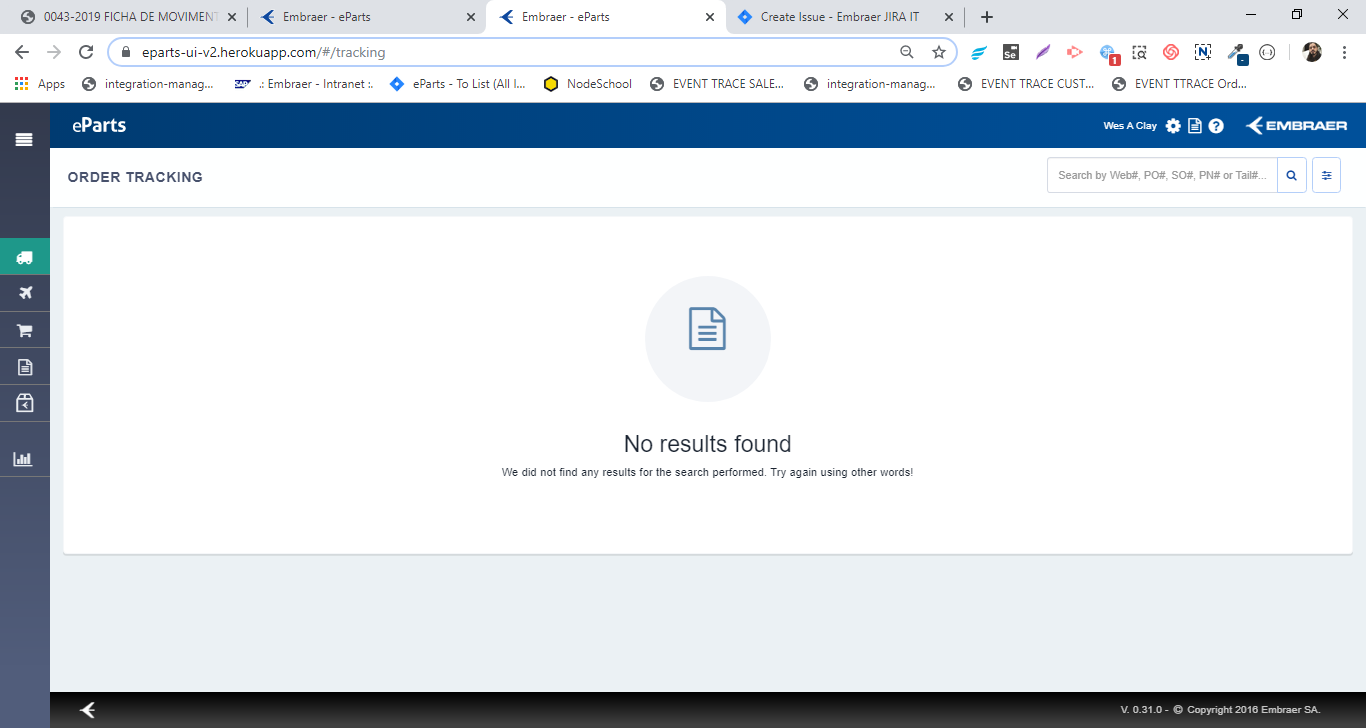 0043-2019 FICHA DE MOVIMENT
Embraer - eParts
Embraer - eParts
Create Issue - Embraer JIRA IT
eparts-ui-v2.herokuapp.com/#/tracking
Se
1
N
-
Apps
integration-manag...
SAP
.: Embraer - Intranet :.
eParts - To List (All I...
NodeSchool
EVENT TRACE SALE...
integration-manag...
EVENT TRACE CUST...
EVENT TTRACE Ord...
eParts
Wes A Clay
?
EMBRAER
ORDER TRACKING
Search by Web#, PO#, SO#, PN# or Tail#...
No results found
We did not find any results for the search performed. Try again using other words!
V. 0.31.0 - © Copyright 2016 Embraer SA.